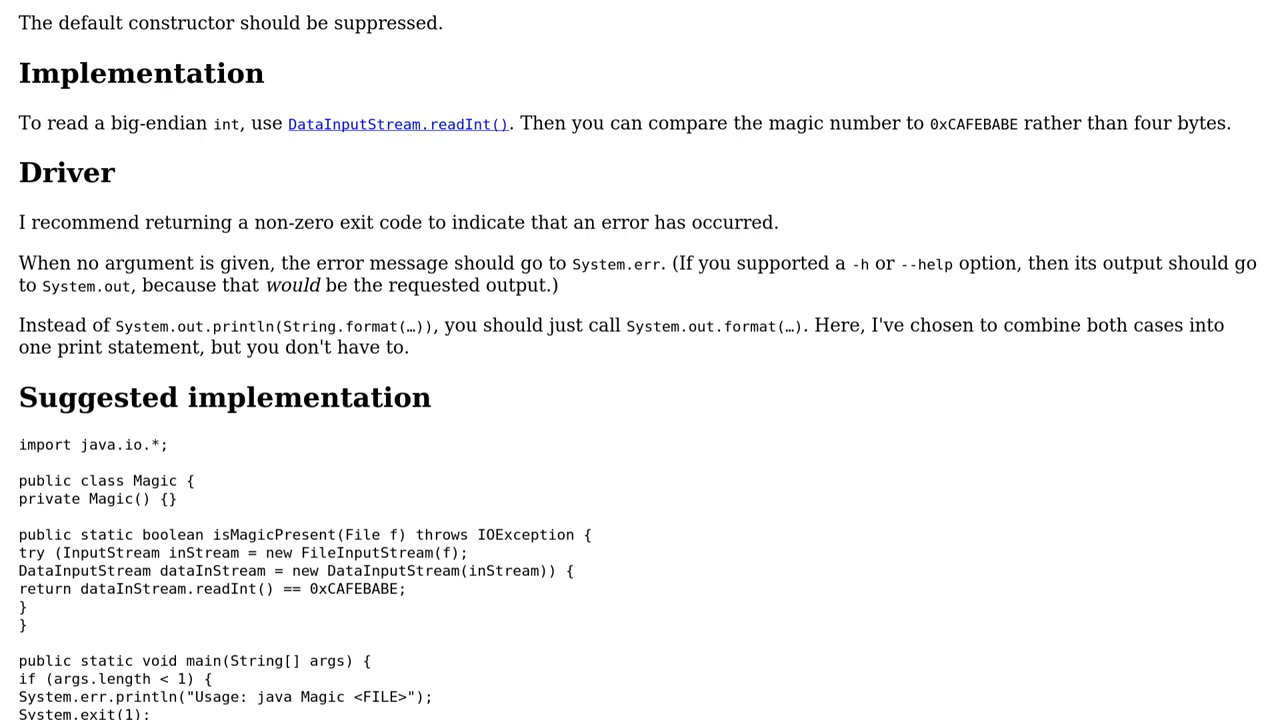 The default constructor should be suppressed.
Implementation
To read a big-endian int, use DataInputStream.readInt(). Then you can compare the magic number to 0xCAFEBABE rather than four bytes.
Driver
I recommend returning a non-zero exit code to indicate that an error has occurred.
When no argument is given, the error message should go to System.err. (If you supported a -h or --help option, then its output should go
to System.out, because that would be the requested output.)
Instead of System.out.println(String.format(…)), you should just call System.out.format(…). Here, I've chosen to combine both cases into
one print statement, but you don't have to.
Suggested implementation
import java.io.*;
public class Magic {
private Magic() {}
public static boolean isMagicPresent(File f) throws IOException {
try (InputStream inStream = new FileInputStream(f);
DataInputStream dataInStream = new DataInputStream(inStream)) {
return dataInStream.readInt() == 0xCAFEBABE;
}
}
public static void main(String[] args) {
if (args.length < 1) {
System.err.println("Usage: java Magic <FILE>");
System.exit(1);